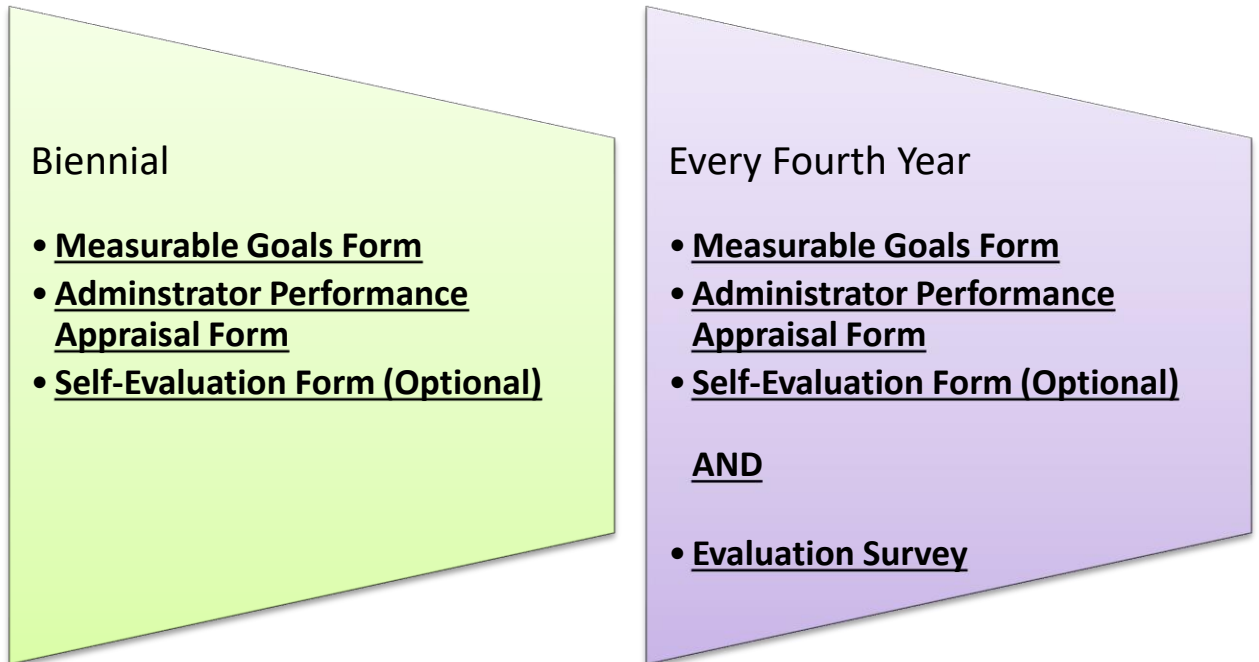 Biennial
• Measurable Goals Form
• Adminstrator Performance
Appraisal Form
• Self-Evaluation Form (Optional)
Every Fourth Year
• Measurable Goals Form
• Administrator Performance
Appraisal Form
• Self-Evaluation Form (Optional)
AND
• Evaluation Survey